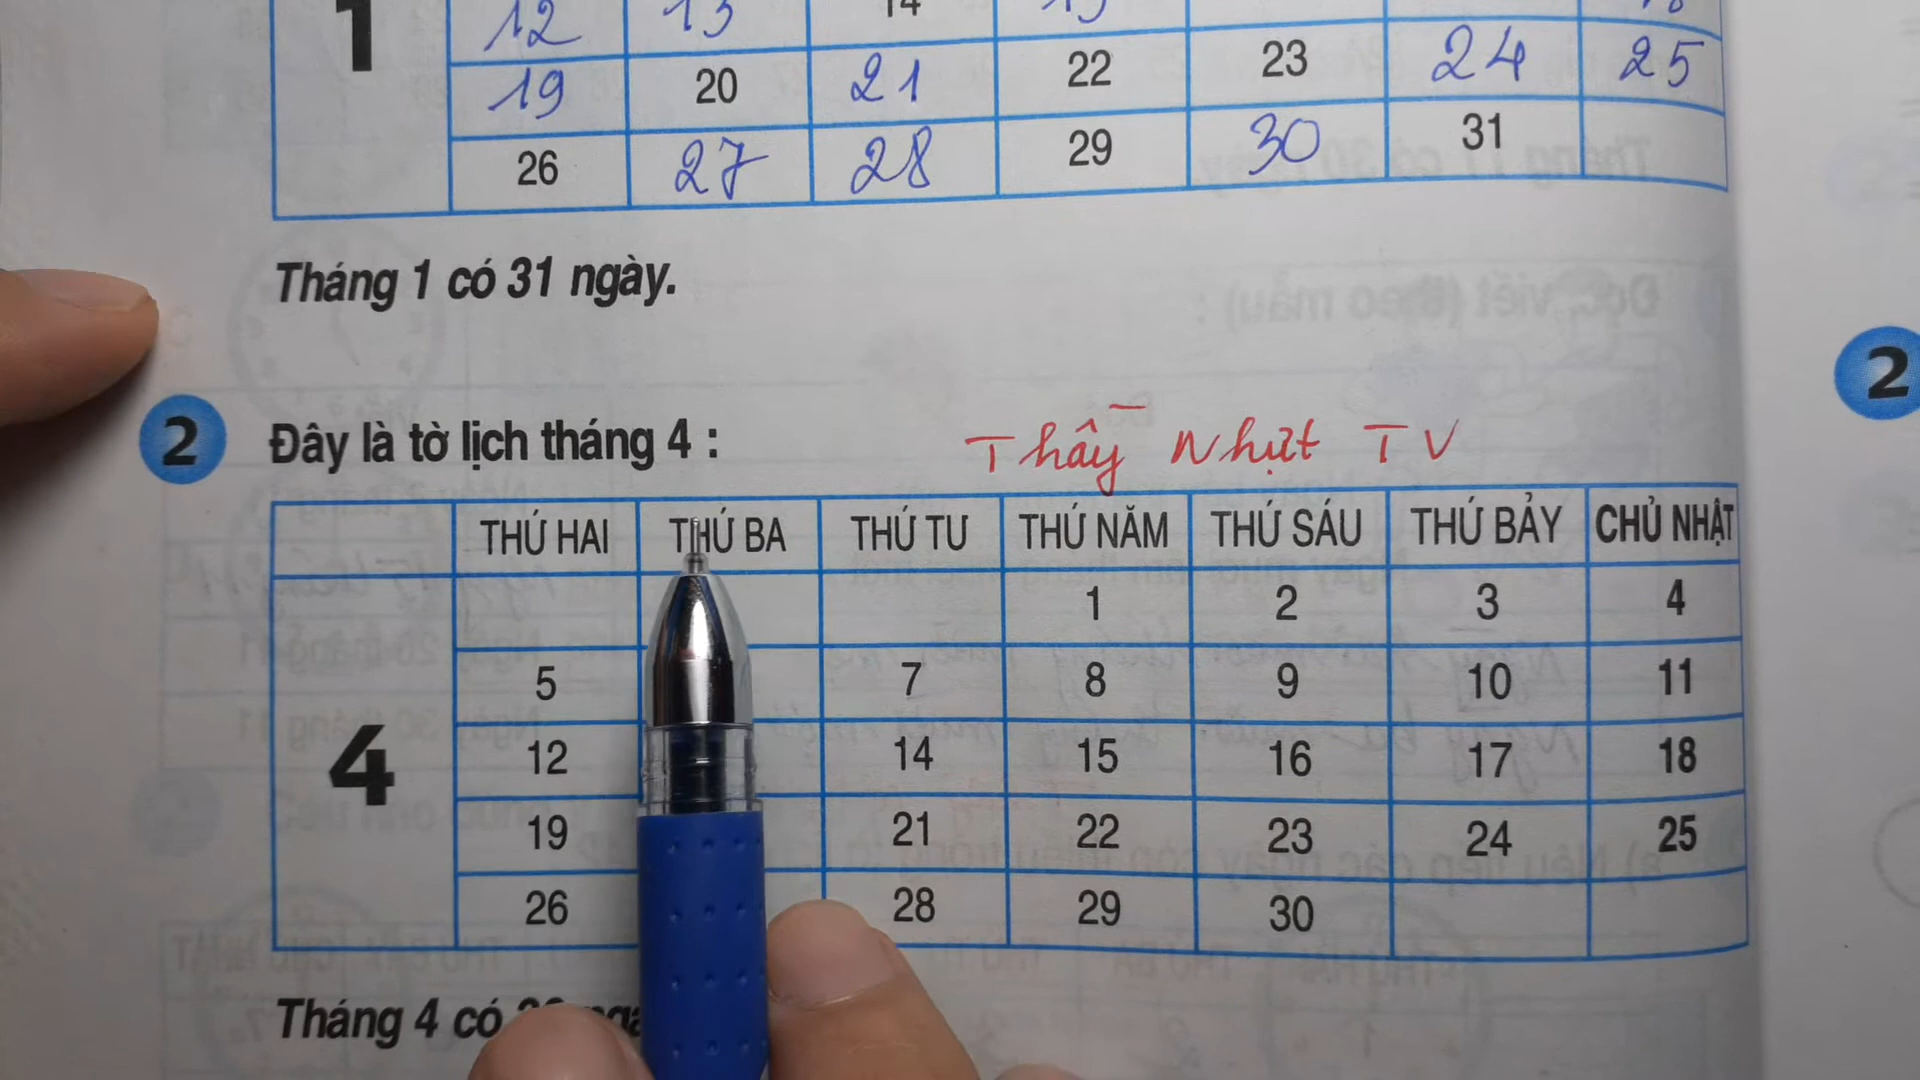 1
12 13 14 15
19 20 21 22 23 24 25
26 27 28 29 30 31
Tháng 1 có 31 ngày.
2 Đây là tờ lịch tháng 4 :
Thầy Nhựt TV
THỨ HAI THỨ BA THỨ TƯ THỨ NĂM THỨ SÁU THỨ BẢY CHỦ NHẬT
1 2 3 4
5 7 8 9 10 11
4
12 14 15 16 17 18
19 21 22 23 24 25
26 28 29 30
Tháng 4 có
2